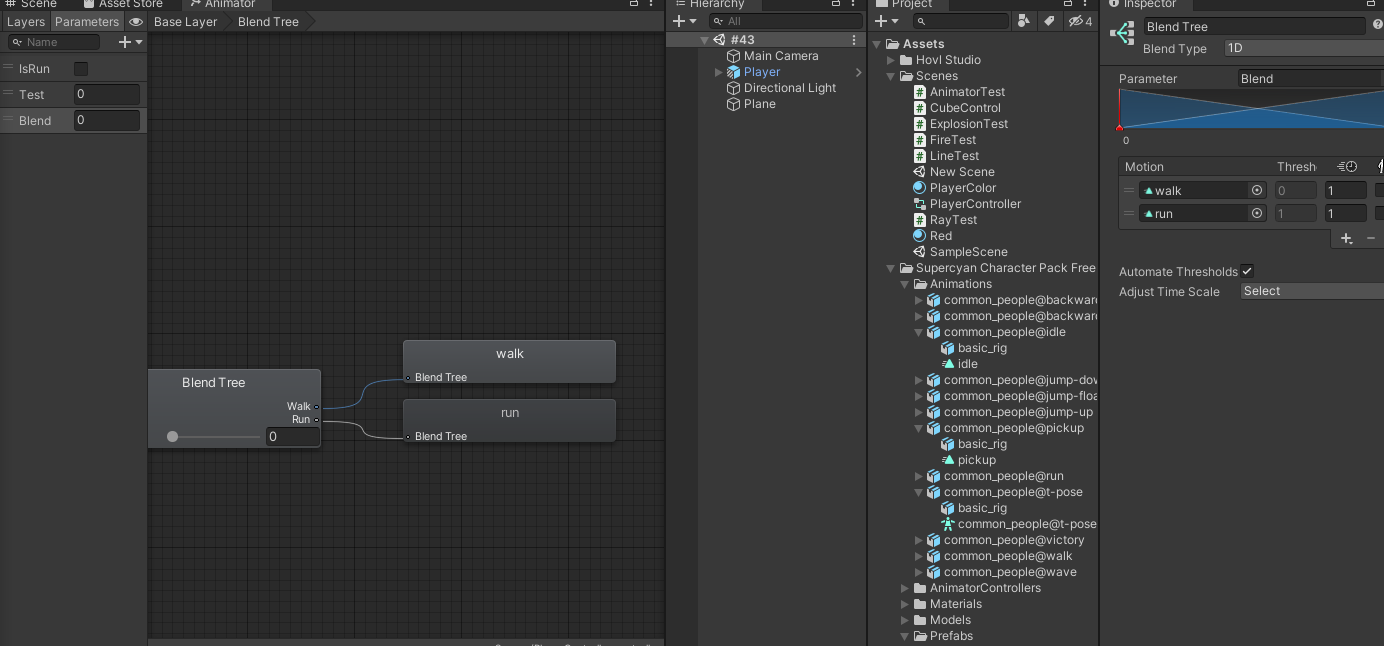 Scene
Asset Store
Animator
Layers
Parameters
Base Layer
Blend Tree
Name
IsRun
Test
0
Blend
0
Blend Tree
Walk
Run
0
walk
Blend Tree
run
Blend Tree
Hierarchy
All
#43
Main Camera
Player
Directional Light
Plane
Project
4
Assets
Hovl Studio
Scenes
# AnimatorTest
# CubeControl
# ExplosionTest
# FireTest
# LineTest
New Scene
PlayerColor
PlayerController
# RayTest
Red
SampleScene
Supercyan Character Pack Free
Animations
common_people@backwar
common_people@backwar
common_people@idle
basic_rig
idle
common_people@jump-do
common_people@jump-floa
common_people@jump-up
common_people@pickup
basic_rig
pickup
common_people@run
common_people@t-pose
basic_rig
common_people@t-pose
common_people@victory
common_people@walk
common_people@wave
AnimatorControllers
Materials
Models
Prefabs
Inspector
Blend Tree
Blend Type 1D
Parameter Blend
0
Motion Thresh
walk 0 1
run 1 1
Automate Thresholds
Adjust Time Scale Select